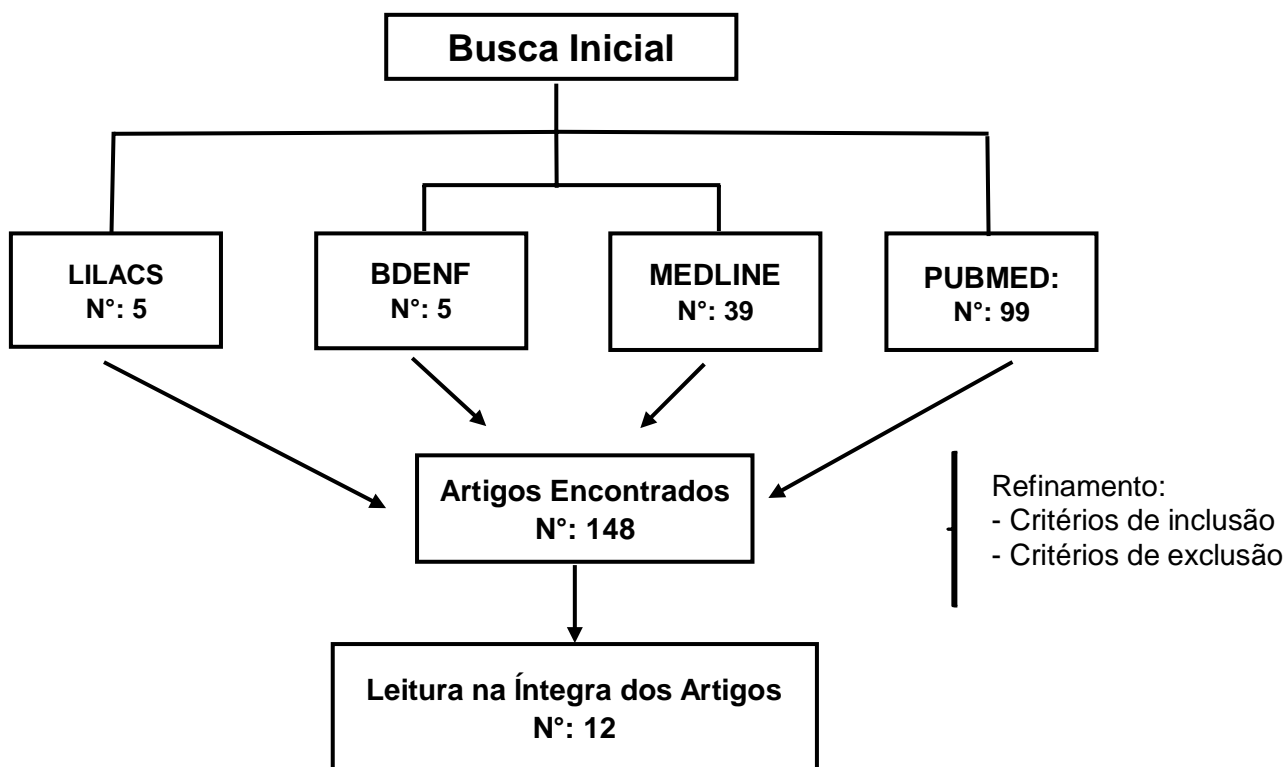 Busca Inicial
LILACS
N°: 5
BDENF
N°: 5
MEDLINE
N°: 39
PUBMED:
N°: 99
Artigos Encontrados
N°: 148
Refinamento:
- Critérios de inclusão
- Critérios de exclusão
Leitura na Íntegra dos Artigos
N°: 12